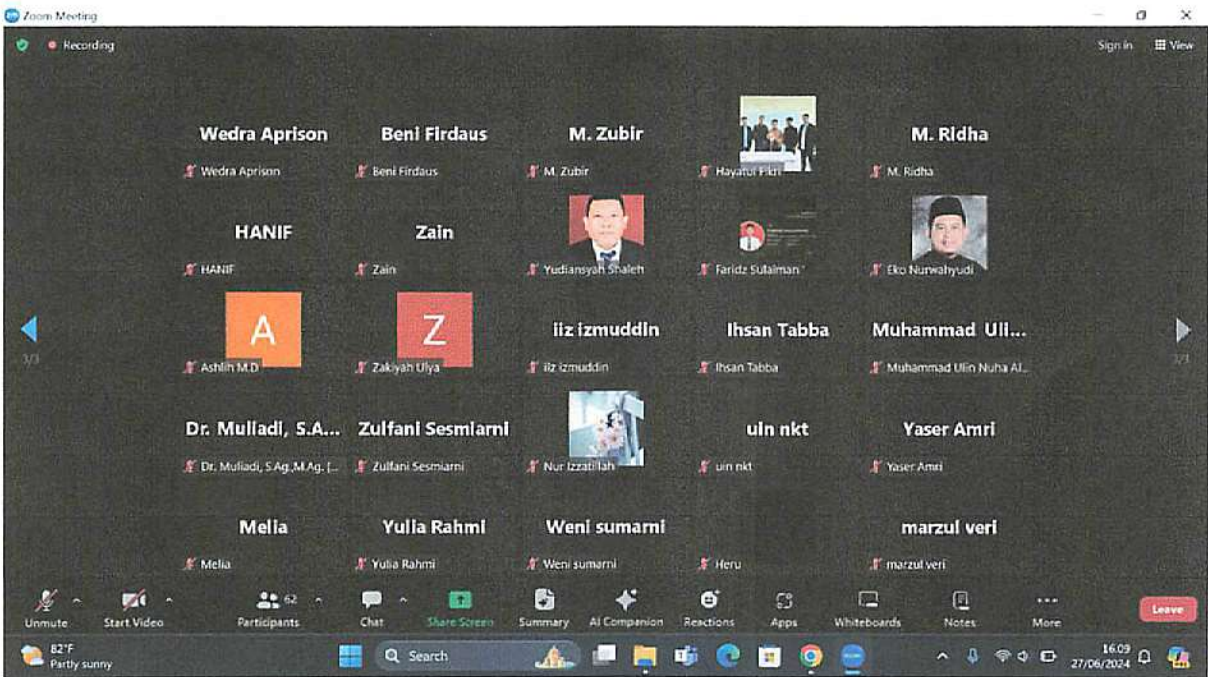 Zoom Meeting
Recording
Sign in View
Wedra Aprison Beni Firdaus M. Zubir M. Ridha
Wedra Aprison Beni Firdaus M. Zubir Hayatul Fikri M. Ridha
HANIF Zain
HANIF Zain Yudiansyah Shaleh Faridz Sulaiman Eko Nurwahyudi
A Z iiz izmuddin Ihsan Tabba Muhammad Uli...
3/3
Ashlih M.D Zakiyah Ulya iiz izmuddin Ihsan Tabba Muhammad Ulin Nuha Al...
Dr. Muliadi, S.A... Zulfani Sesmiarni uin nkt Yaser Amri
Dr. Muliadi, S.Ag.,M.Ag. (... Zulfani Sesmiarni Nur Izzatillah uin nkt Yaser Amri
Melia Yulia Rahmi Weni sumarni marzul veri
Melia Yulia Rahmi Weni sumarni Heru marzul veri
62
Unmute Start Video Participants Chat Share Screen Summary AI Companion Reactions Apps Whiteboards Notes More Leave
82°F Search 16.09
Partly sunny 27/06/2024